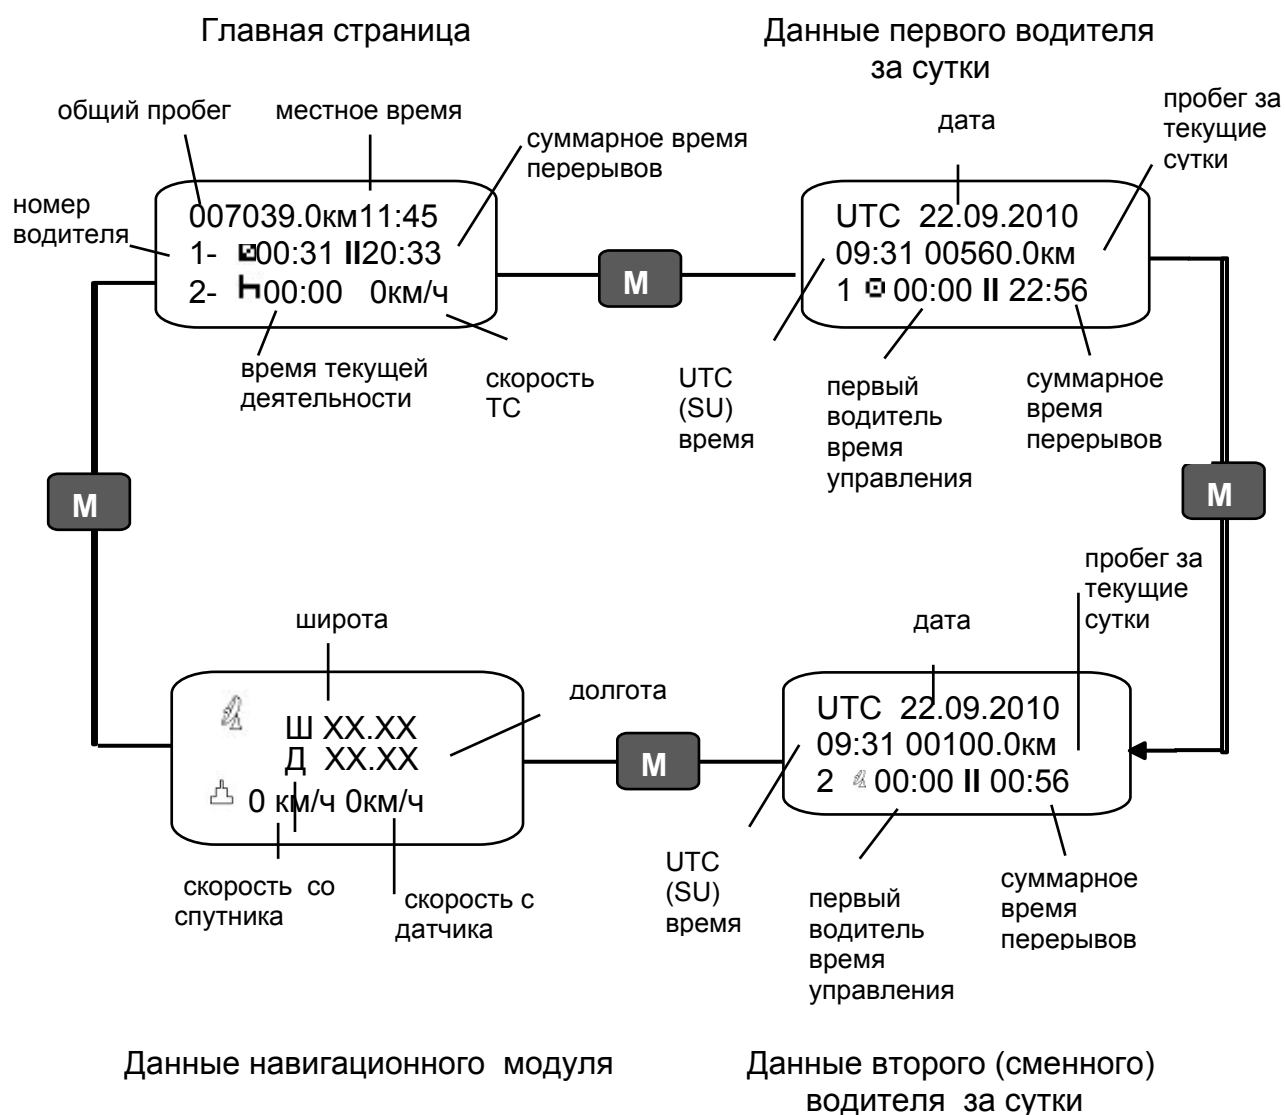 Главная страница
Данные первого водителя
за сутки
общий пробег
местное время
суммарное время
перерывов
номер
водителя
007039.0км11:45
1- 00:31 II20:33
2- 00:00 0км/ч
время текущей
деятельности
скорость
ТС
M
дата
пробег за
текущие
сутки
UTC 22.09.2010
09:31 00560.0км
1 00:00 II 22:56
UTC
(SU)
время
первый
водитель
время
управления
суммарное
время
перерывов
M
M
широта
долгота
Ш XX.XX
Д XX.XX
0 км/ч 0км/ч
скорость со
спутника
скорость с
датчика
M
дата
пробег за
текущие
сутки
UTC 22.09.2010
09:31 00100.0км
2 00:00 II 00:56
UTC
(SU)
время
первый
водитель
время
управления
суммарное
время
перерывов
Данные навигационного модуля
Данные второго (сменного)
водителя за сутки